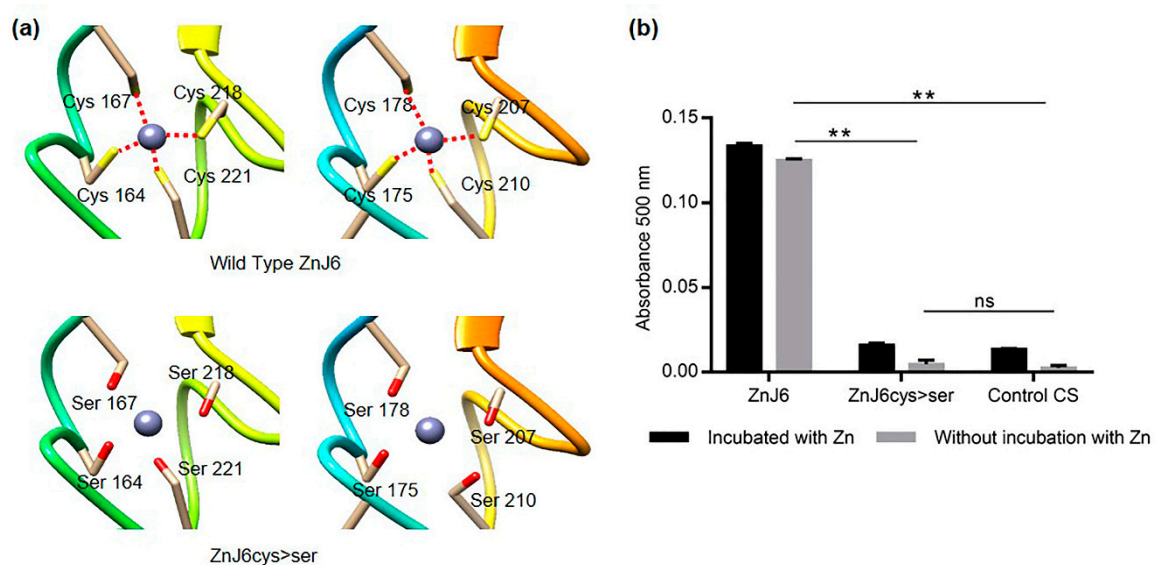 (a)
Cys 167
Cys 218
Cys 164
Cys 221
Cys 178
Cys 207
Cys 175
Cys 210
Wild Type ZnJ6
Ser 167
Ser 218
Ser 164
Ser 221
Ser 178
Ser 207
Ser 175
Ser 210
ZnJ6cys>ser
(b)
Absorbance 500 nm
0.15
0.10
0.05
0.00
**
**
ns
ZnJ6
ZnJ6cys>ser
Control CS
Incubated with Zn
Without incubation with Zn